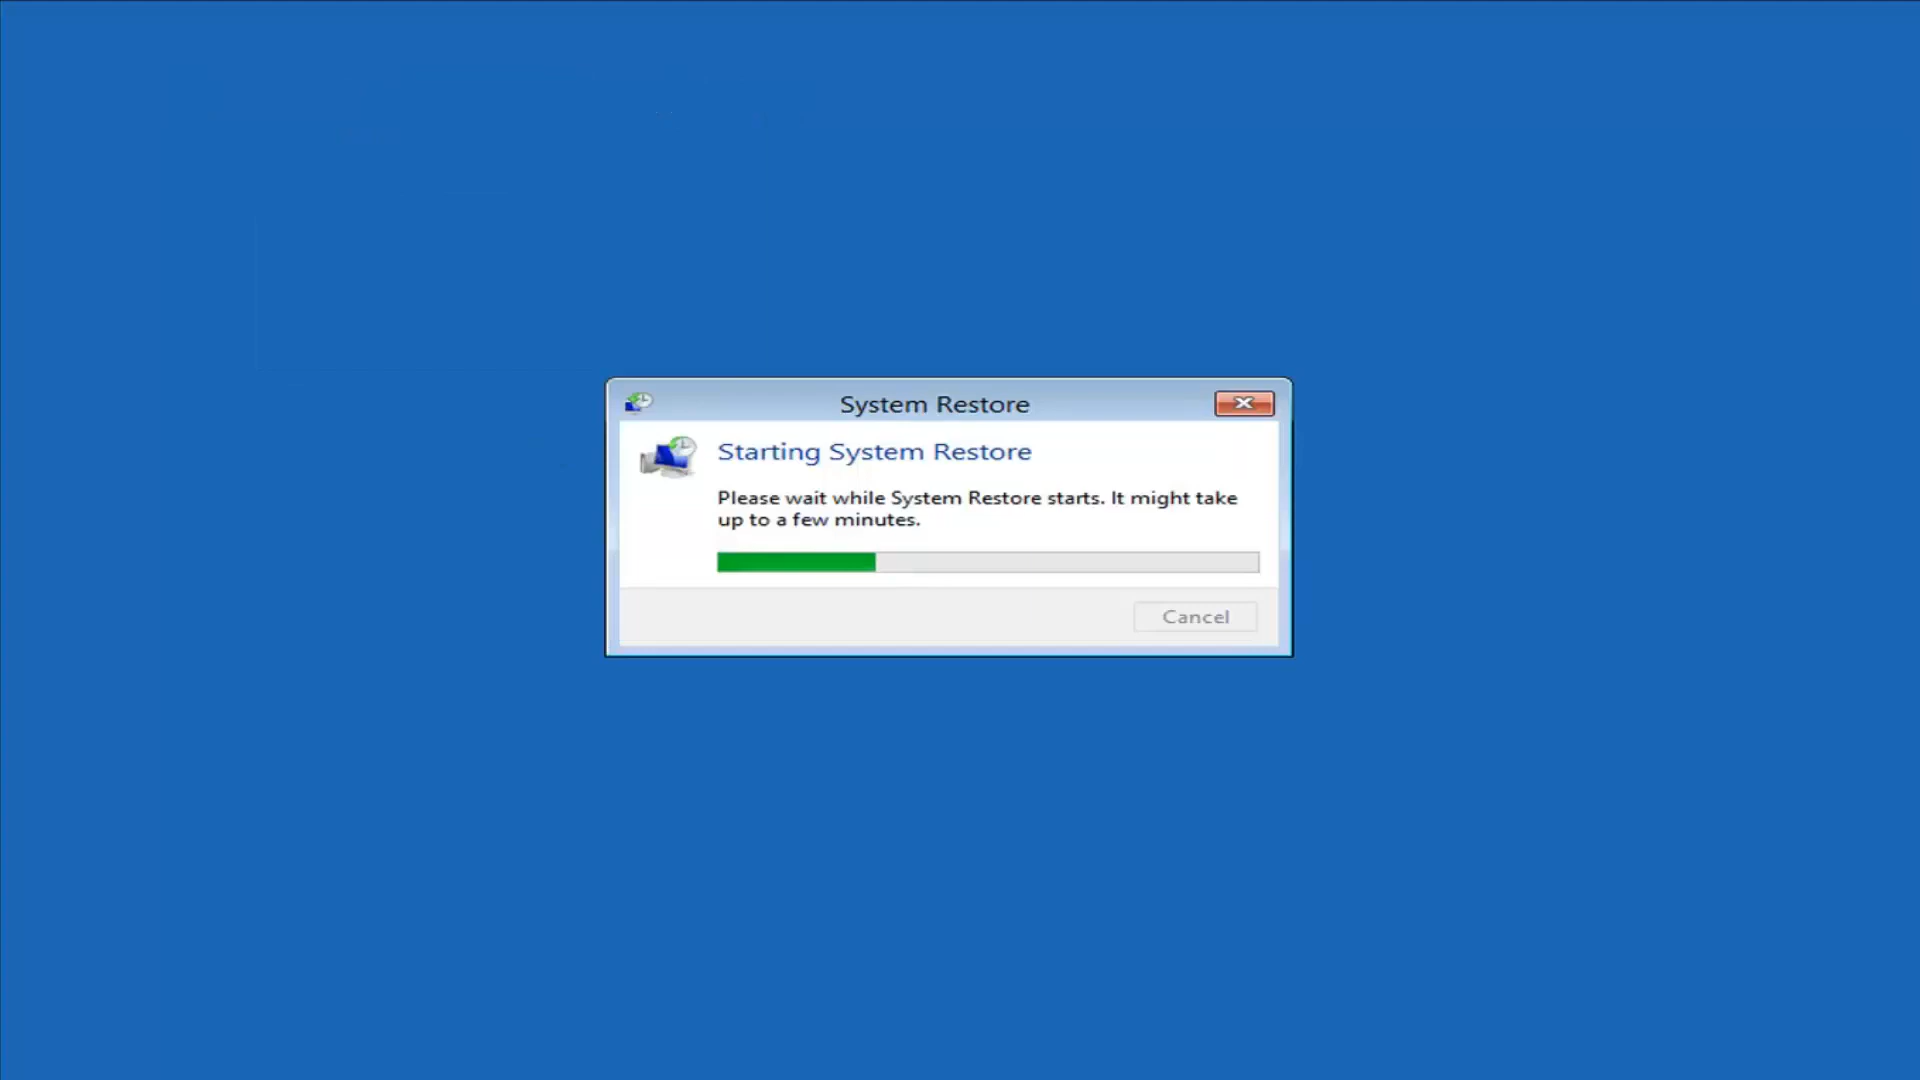 System Restore
Starting System Restore
Please wait while System Restore starts. It might take
up to a few minutes.
Cancel